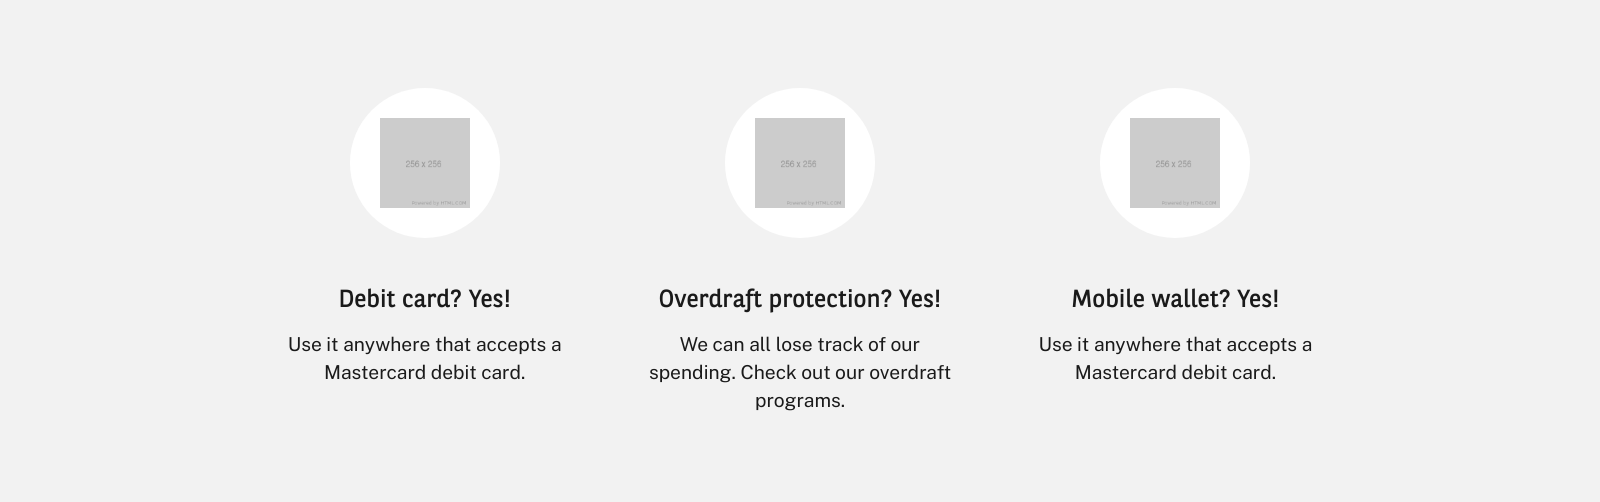 256 x 256
Powered by HTML.COM
256 x 256
Powered by HTML.COM
256 x 256
Powered by HTML.COM
Debit card? Yes!
Use it anywhere that accepts a
Mastercard debit card.
Overdraft protection? Yes!
We can all lose track of our
spending. Check out our overdraft
programs.
Mobile wallet? Yes!
Use it anywhere that accepts a
Mastercard debit card.